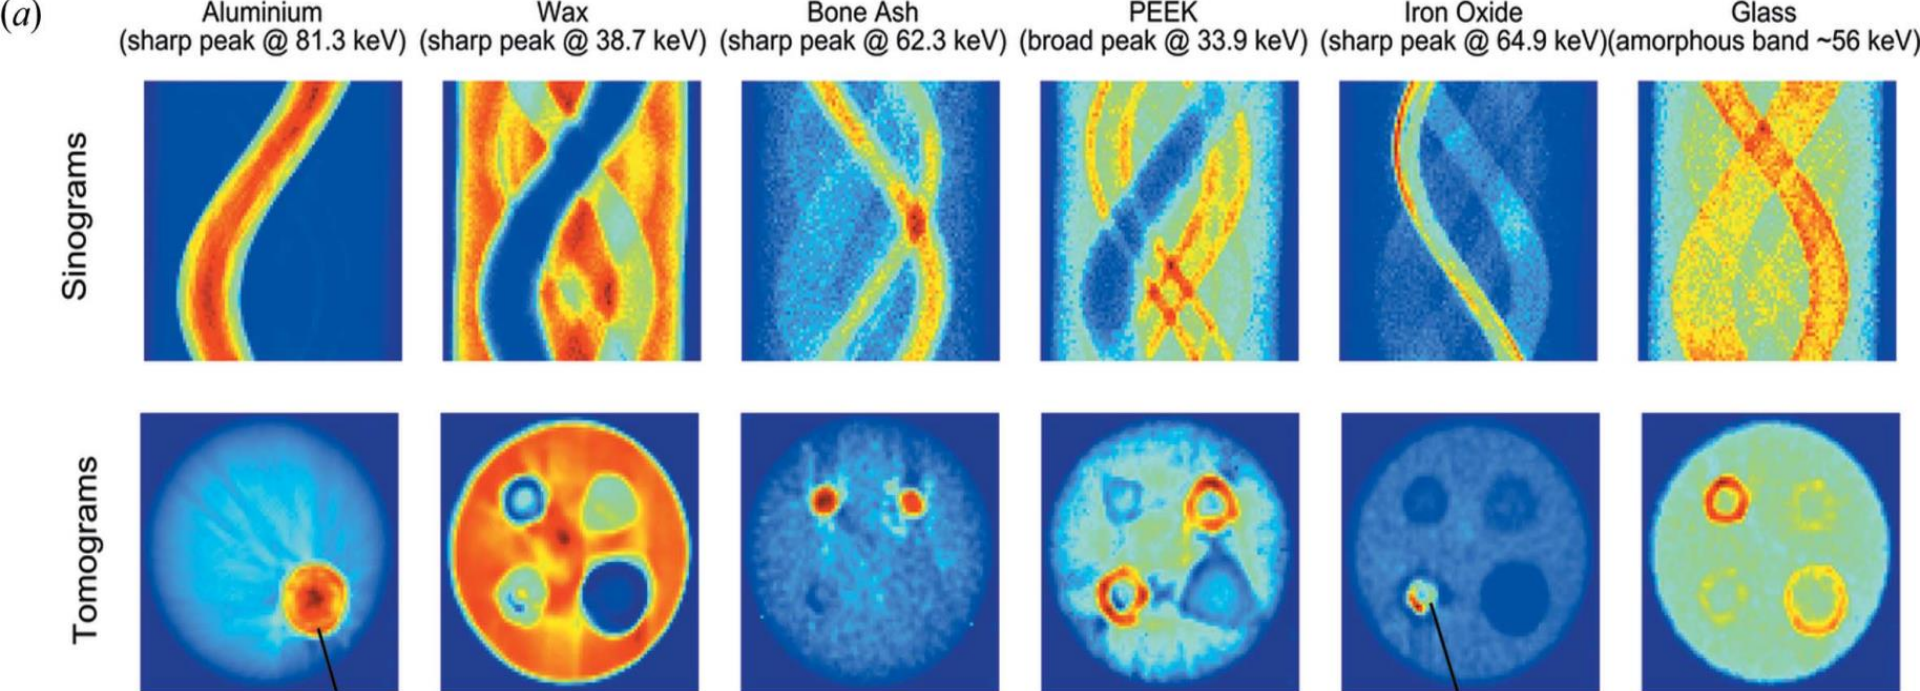 (a)
Aluminium
(sharp peak @ 81.3 keV)
Wax
(sharp peak @ 38.7 keV)
Bone Ash
(sharp peak @ 62.3 keV)
PEEK
(broad peak @ 33.9 keV)
Iron Oxide
(sharp peak @ 64.9 keV)
Glass
(amorphous band ~56 keV)
Sinograms
Tomograms